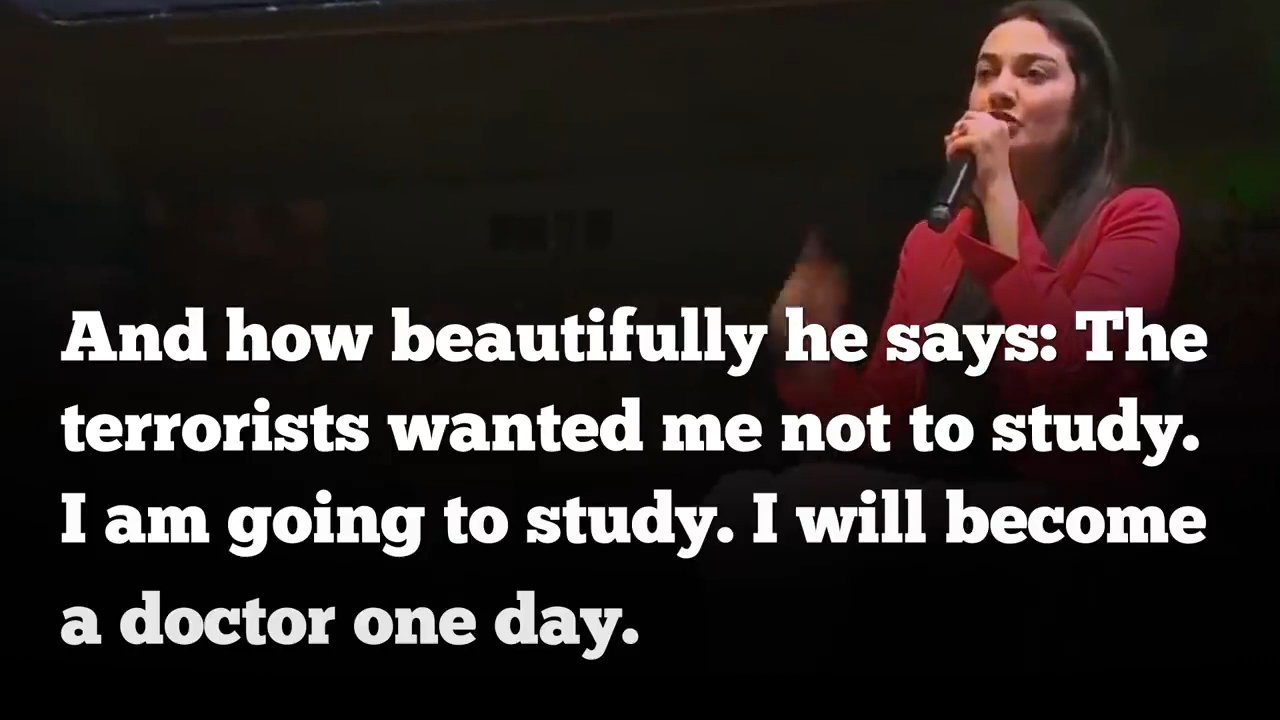 And how beautifully he says: The
terrorists wanted me not to study.
I am going to study. I will become
a doctor one day.